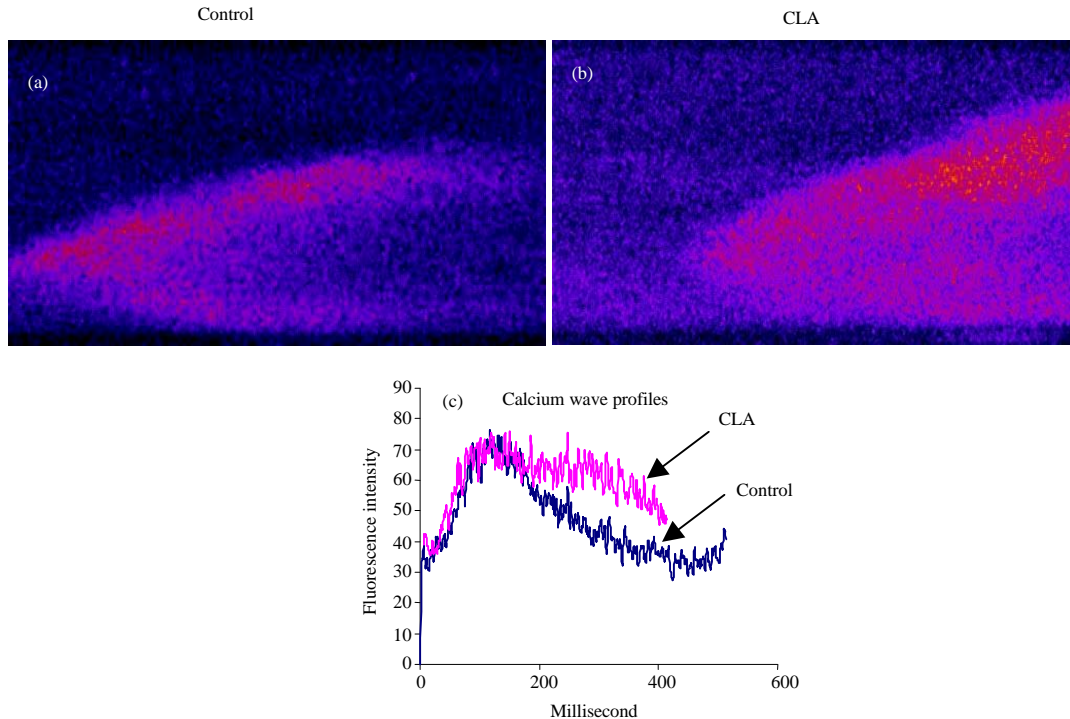 Control
CLA
(a)
(b)
(c)
Calcium wave profiles
CLA
Control
Fluorescence intensity
90
80
70
60
50
40
30
20
10
0
0
200
400
600
Millisecond